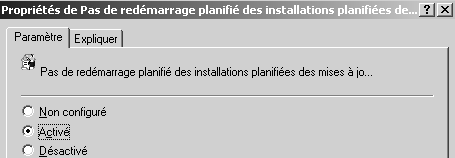 Propriétés de Pas de redémarrage planifié des installations planifiées de...
Paramètre Expliquer
Pas de redémarrage planifié des installations planifiées des mises à jo...
Non configuré
Activé
Désactivé